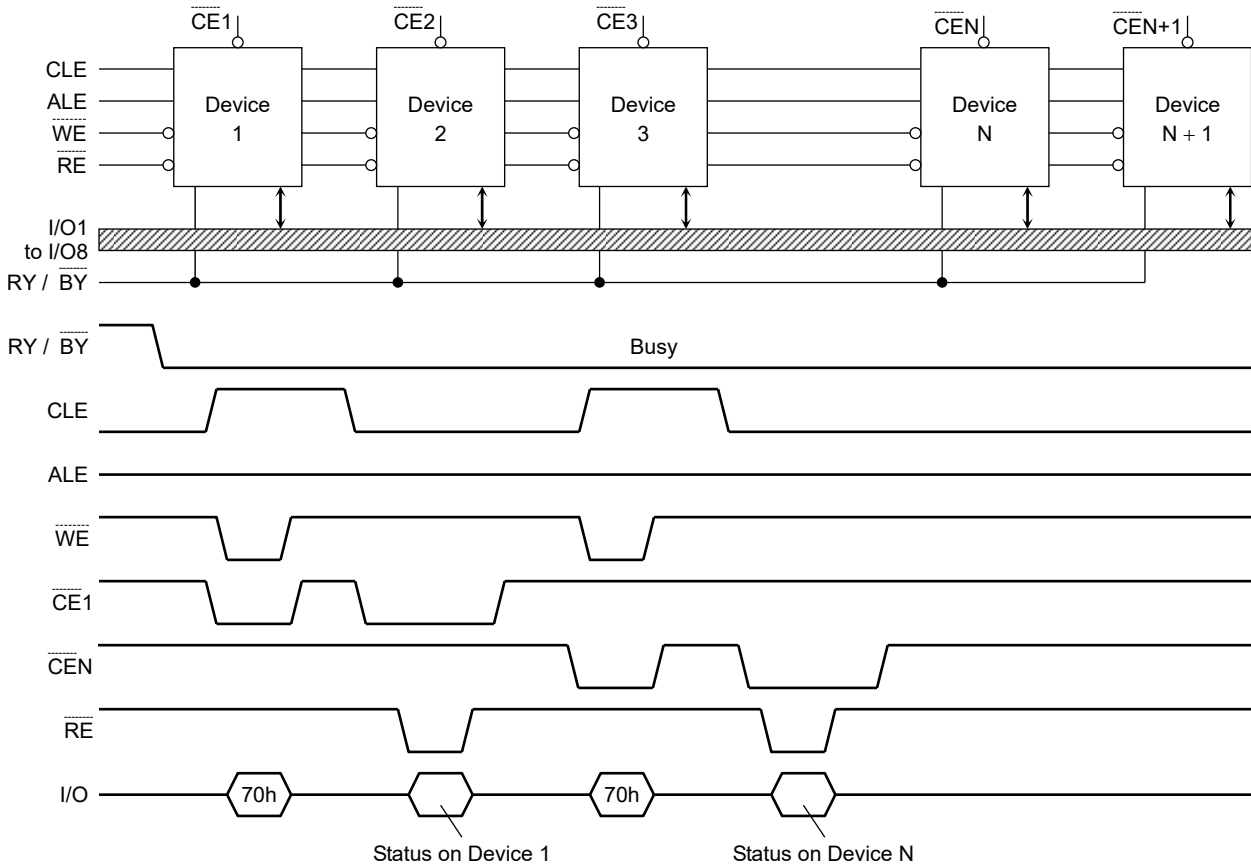 CE1 CE2 CE3 CEN CEN+1
CLE
ALE
WE
RE
Device 1
Device 2
Device 3
Device N
Device N + 1
I/O1 to I/O8
RY / BY
RY / BY
Busy
CLE
ALE
WE
CE1
CEN
RE
I/O
70h
70h
Status on Device 1
Status on Device N